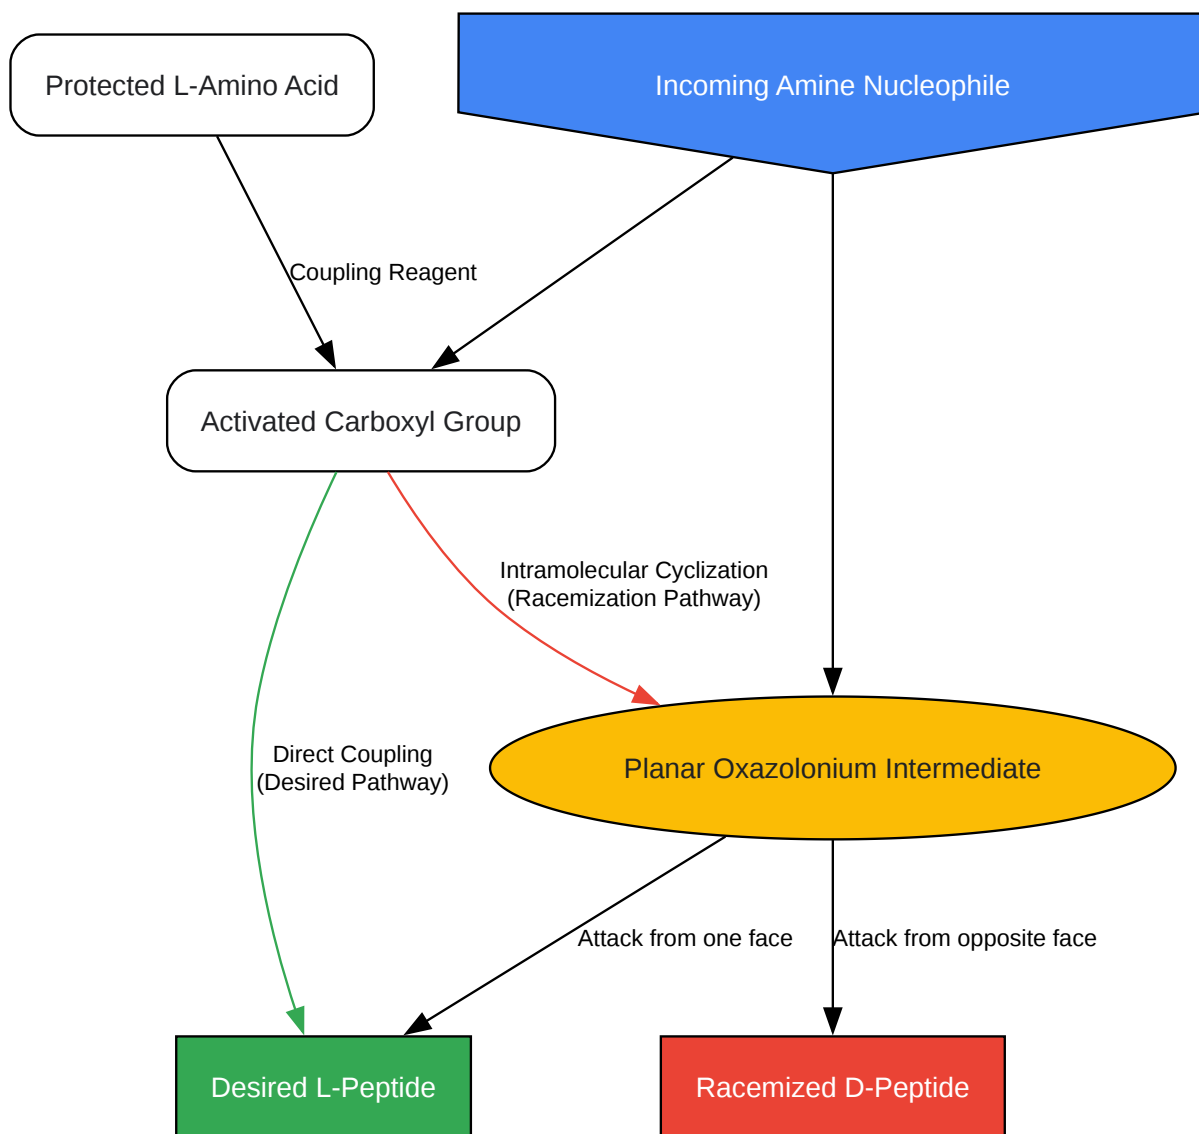 Protected L-Amino Acid
Incoming Amine Nucleophile
Coupling Reagent
Activated Carboxyl Group
Intramolecular Cyclization
(Racemization Pathway)
Direct Coupling
(Desired Pathway)
Planar Oxazolonium Intermediate
Attack from one face
Attack from opposite face
Desired L-Peptide
Racemized D-Peptide